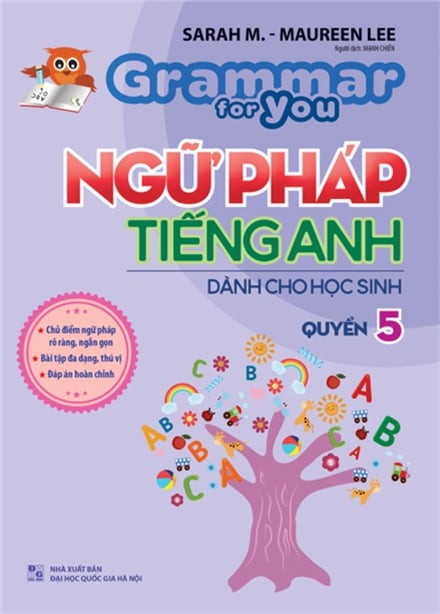 SARAH M. - MAUREEN LEE
Người dịch: MẠNH CHIẾN
Grammar
for you
NGỮ PHÁP
TIẾNG ANH
DÀNH CHO HỌC SINH
QUYỂN 5
★ Chủ điểm ngữ pháp
rõ ràng, ngắn gọn
★ Bài tập đa dạng, thú vị
★ Đáp án hoàn chỉnh
C B
A
A B C
A B C
A
NHÀ XUẤT BẢN
ĐẠI HỌC QUỐC GIA HÀ NỘI